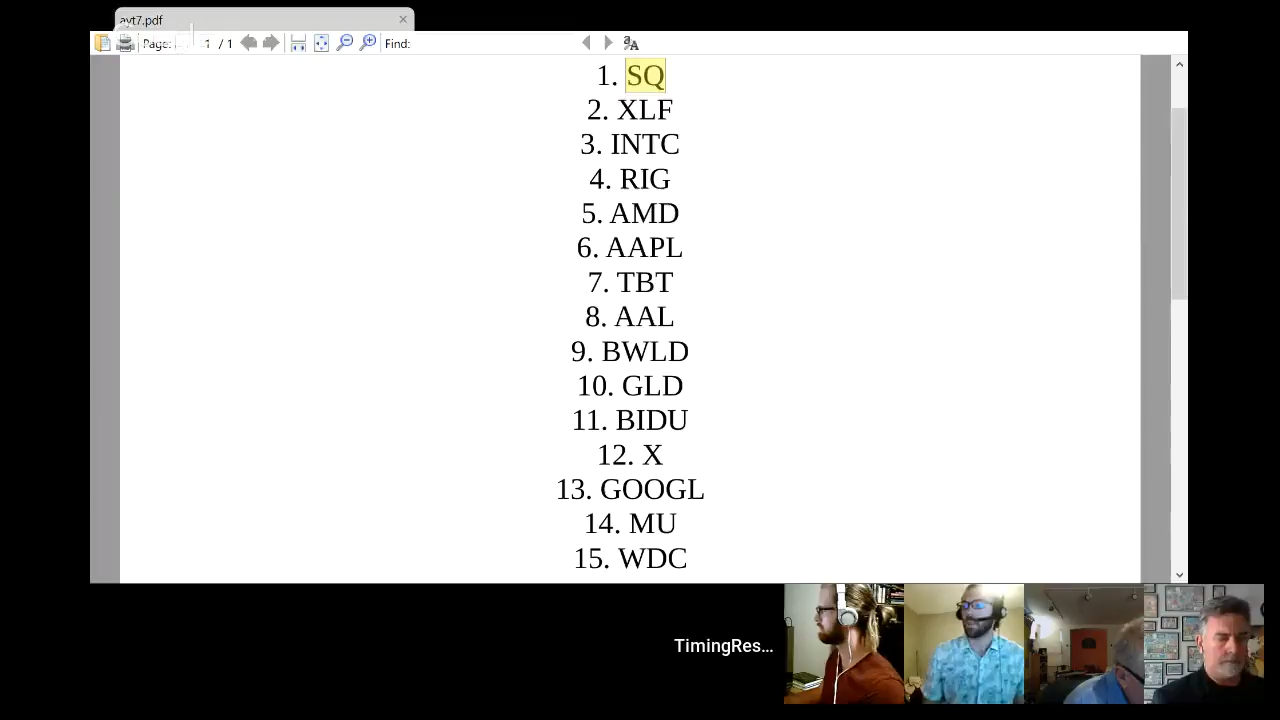 ayt7.pdf
Page: 1 / 1 Find:
1. SQ
2. XLF
3. INTC
4. RIG
5. AMD
6. AAPL
7. TBT
8. AAL
9. BWLD
10. GLD
11. BIDU
12. X
13. GOOGL
14. MU
15. WDC
TimingRes...